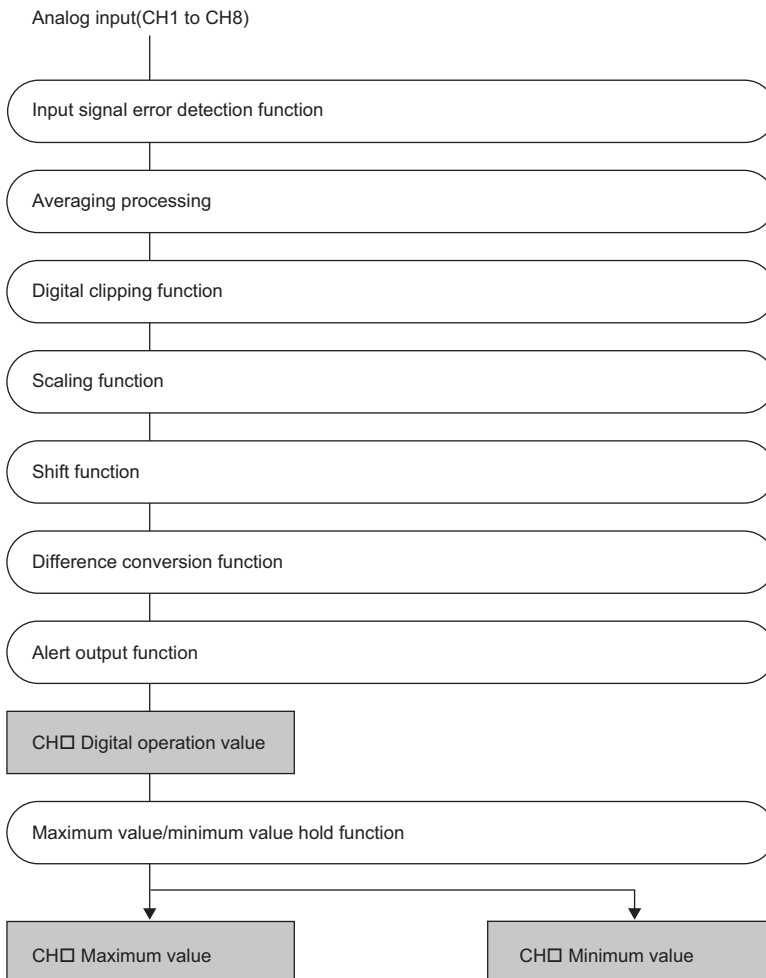 Analog input(CH1 to CH8)
Input signal error detection function
Averaging processing
Digital clipping function
Scaling function
Shift function
Difference conversion function
Alert output function
CH□ Digital operation value
Maximum value/minimum value hold function
CH□ Maximum value
CH□ Minimum value